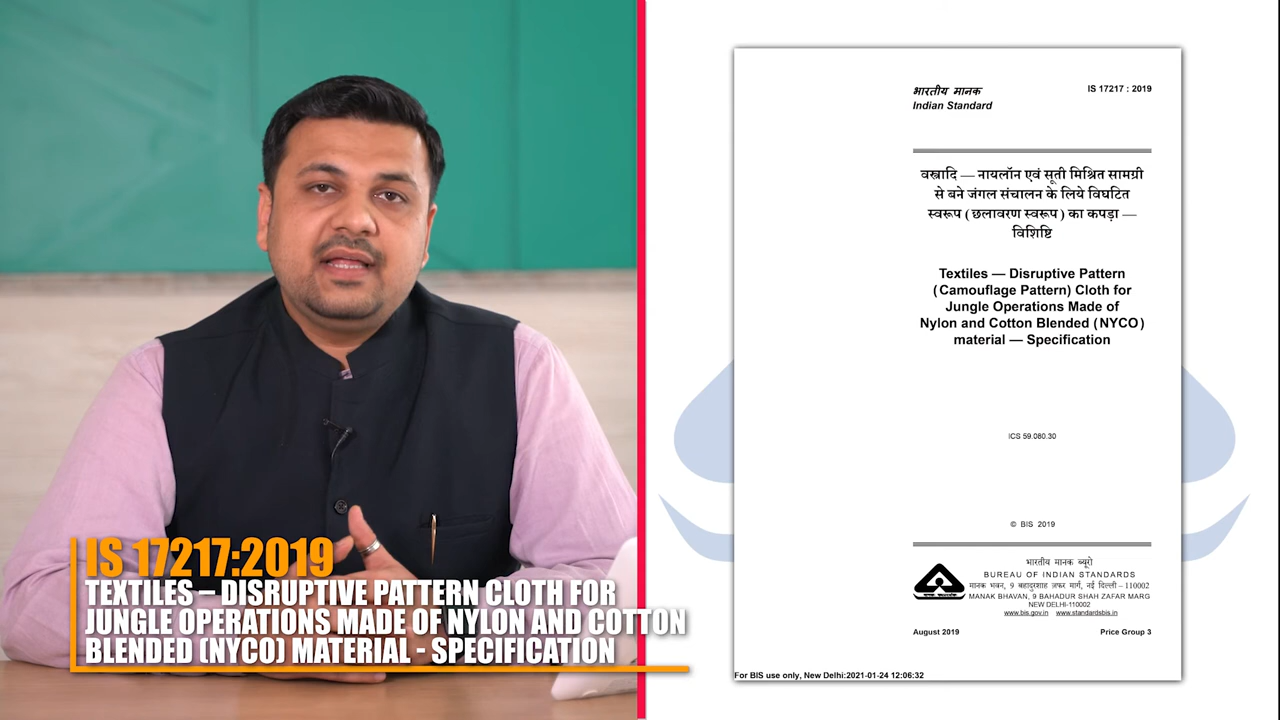 IS 17217:2019
TEXTILES – DISRUPTIVE PATTERN CLOTH FOR
JUNGLE OPERATIONS MADE OF NYLON AND COTTON
BLENDED (NYCO) MATERIAL - SPECIFICATION
भारतीय मानक
Indian Standard
IS 17217 : 2019
वस्त्रादि — नायलॉन एवं सूती मिश्रित सामग्री
से बने जंगल संचालन के लिये विघटित
स्वरूप ( छलावरण स्वरूप ) का कपड़ा —
विशिष्टि
Textiles — Disruptive Pattern
(Camouflage Pattern) Cloth for
Jungle Operations Made of
Nylon and Cotton Blended (NYCO)
material — Specification
ICS 59.080.30
© BIS 2019
भारतीय मानक ब्यूरो
BUREAU OF INDIAN STANDARDS
मानक भवन, 9 बहादुरशाह ज़फर मार्ग, नई दिल्ली – 110002
MANAK BHAVAN, 9 BAHADUR SHAH ZAFAR MARG
NEW DELHI-110002
www.bis.gov.in www.standardsbis.in
August 2019
Price Group 3
For BIS use only, New Delhi:2021-01-24 12:06:32